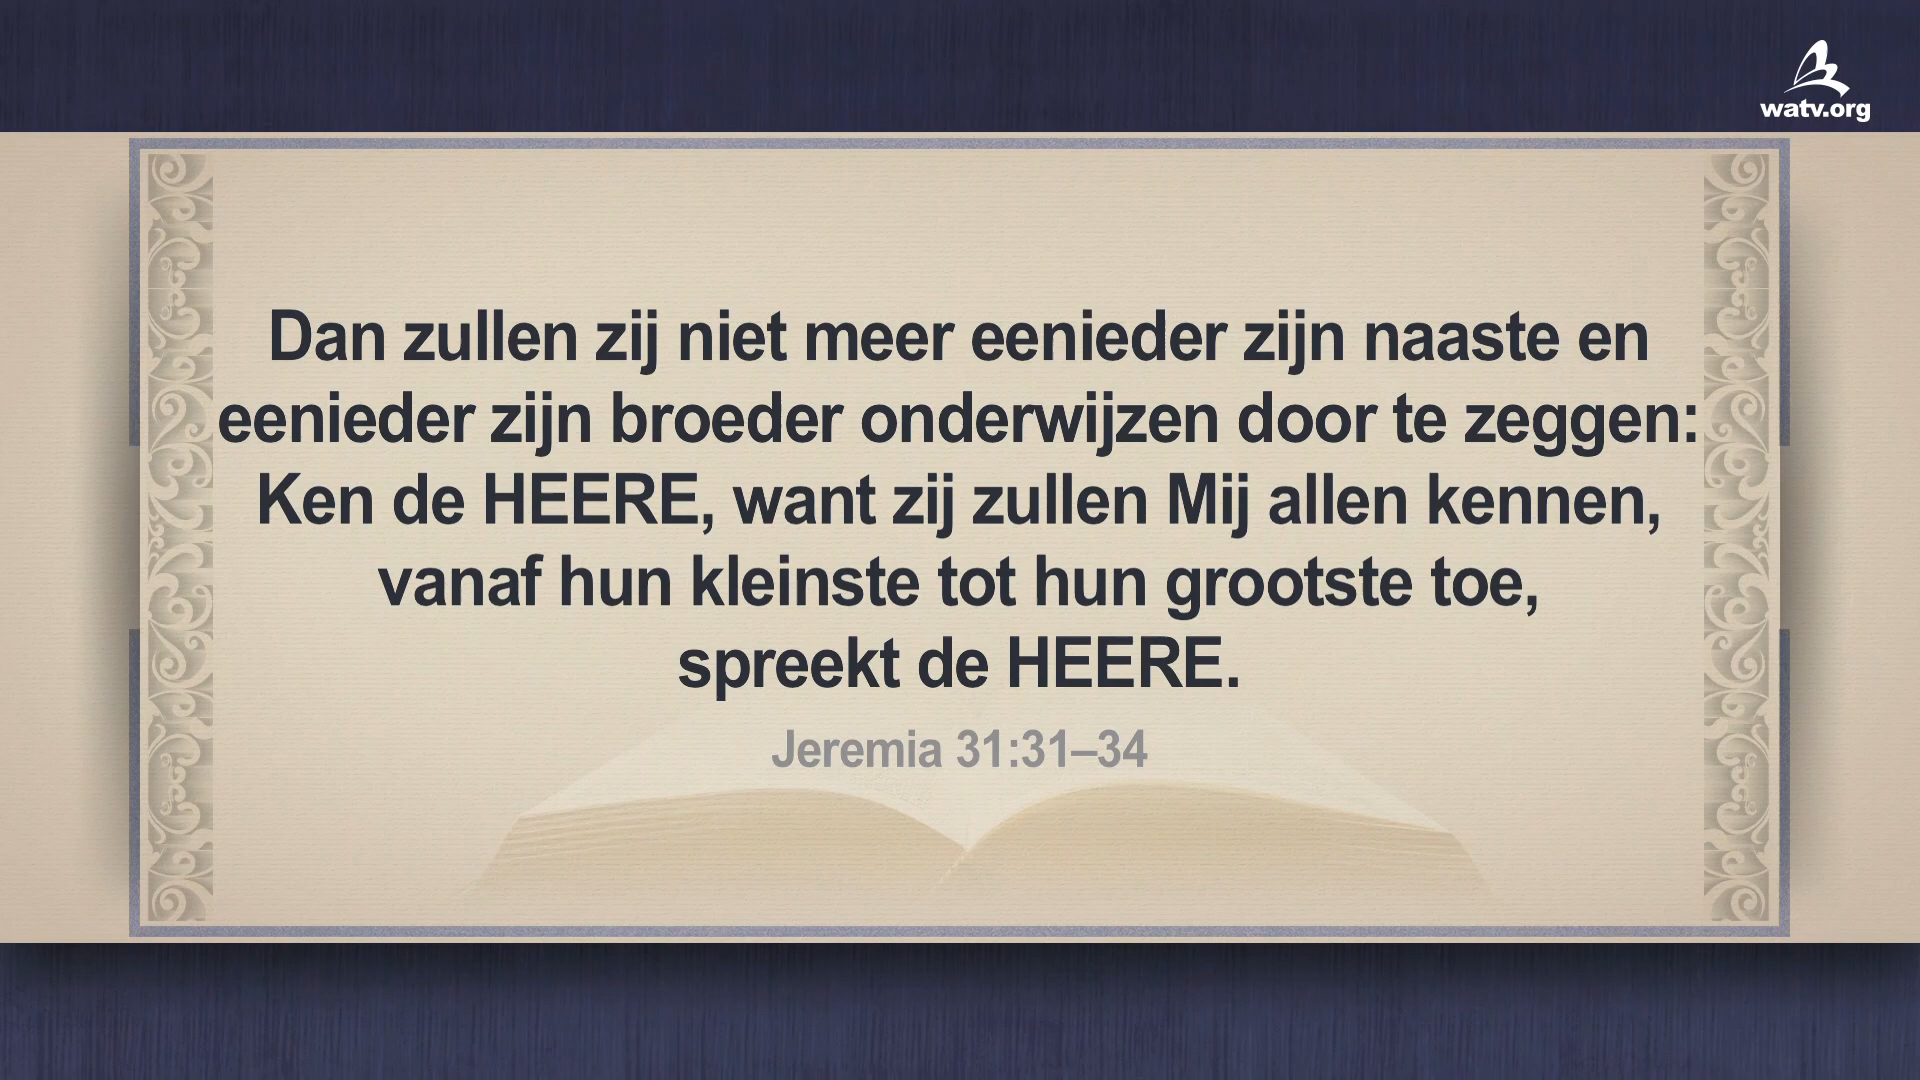 watv.org
Dan zullen zij niet meer eenieder zijn naaste en
eenieder zijn broeder onderwijzen door te zeggen:
Ken de HEERE, want zij zullen Mij allen kennen,
vanaf hun kleinste tot hun grootste toe,
spreekt de HEERE.
Jeremia 31:31–34